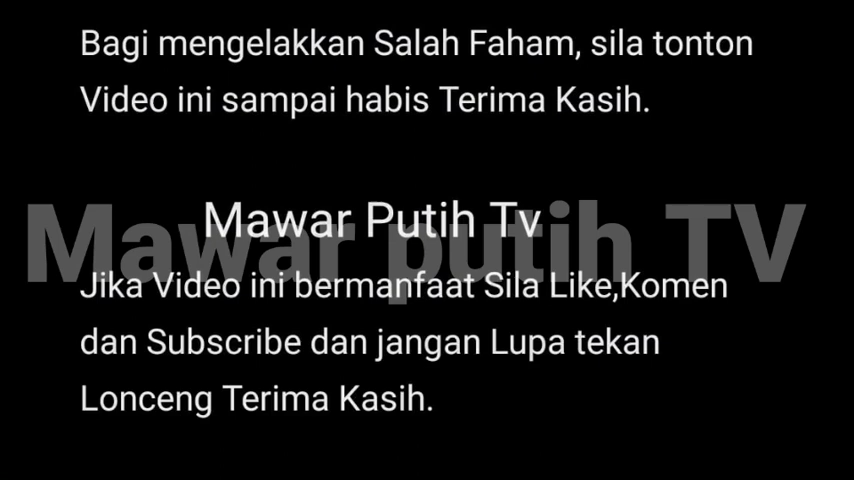 Bagi mengelakkan Salah Faham, sila tonton
Video ini sampai habis Terima Kasih.
Mawar Putih Tv
Mawar putih TV
Jika Video ini bermanfaat Sila Like,Komen
dan Subscribe dan jangan Lupa tekan
Lonceng Terima Kasih.